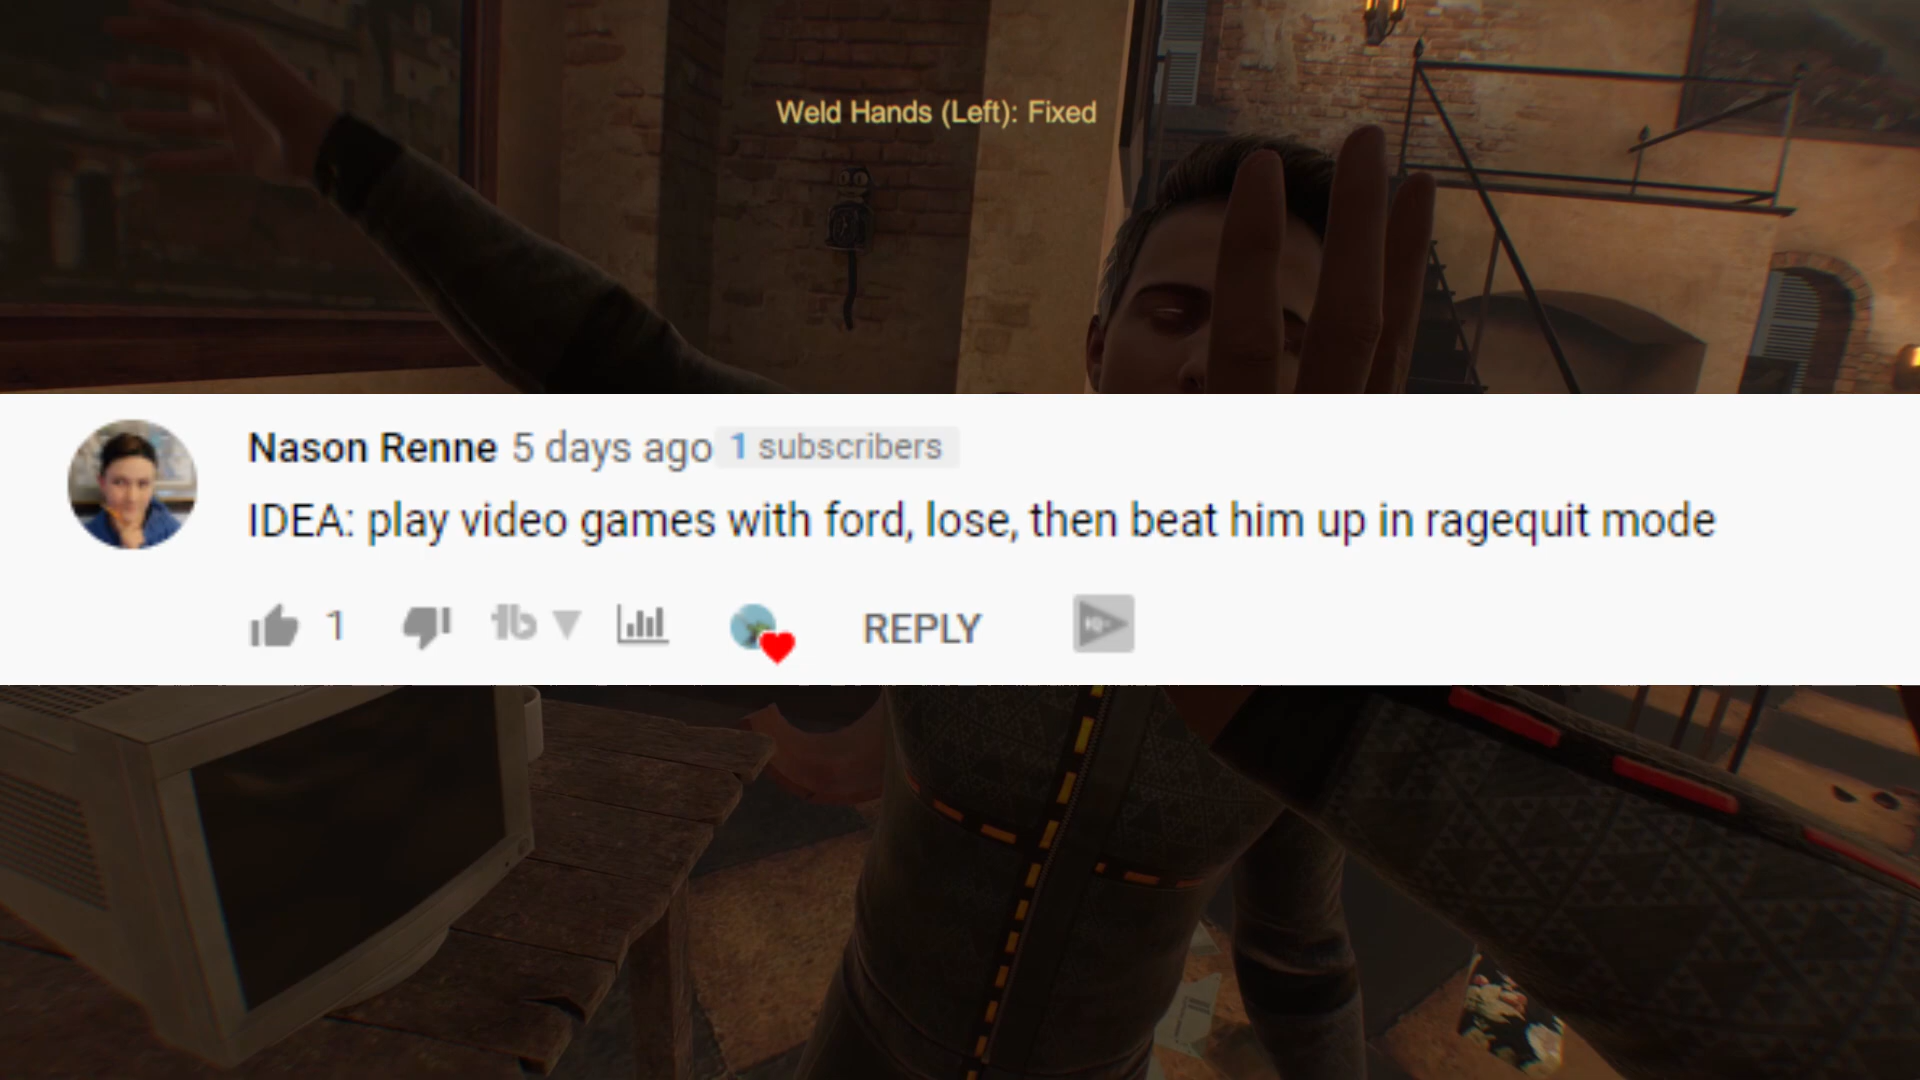 Weld Hands (Left): Fixed
Nason Renne 5 days ago 1 subscribers
IDEA: play video games with ford, lose, then beat him up in ragequit mode
1
REPLY